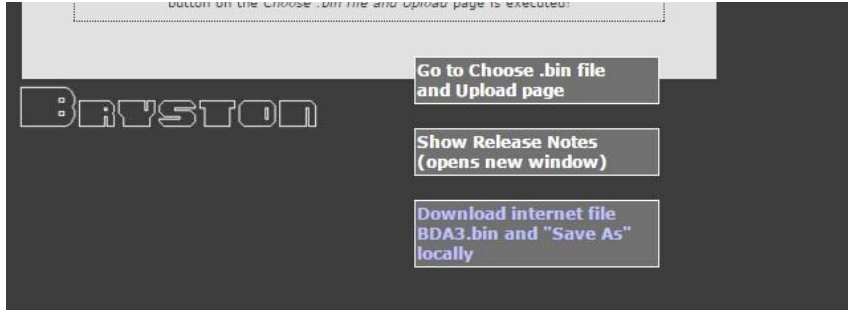 button on the Choose .bin file and Upload page is executed!
Go to Choose .bin file
and Upload page
BRYSTON
Show Release Notes
(opens new window)
Download internet file
BDA3.bin and "Save As"
locally